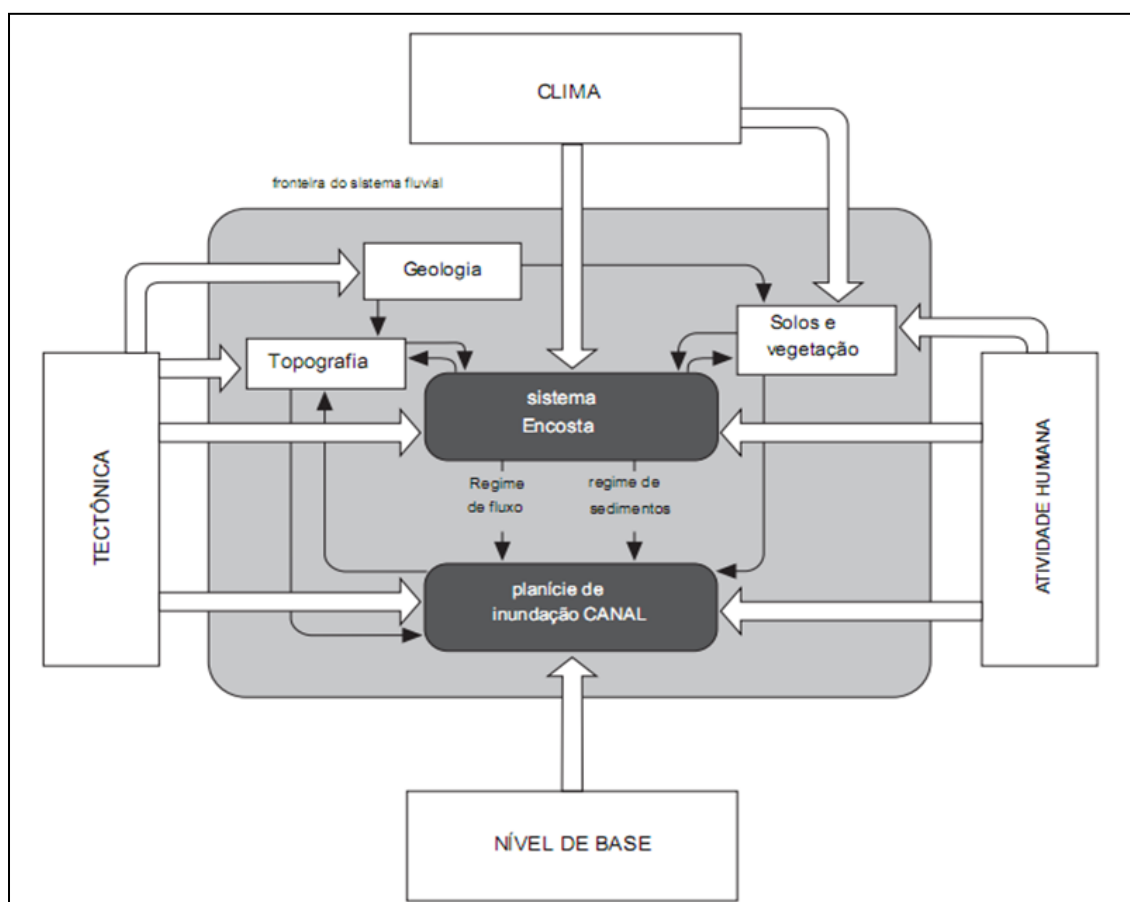 CLIMA
fronteira do sistema fluvial
Geologia
Solos e
vegetação
Topografia
sistema
Encosta
TECTÔNICA
ATIVIDADE HUMANA
Regime
de fluxo
regime de
sedimentos
planície de
inundação CANAL
NÍVEL DE BASE